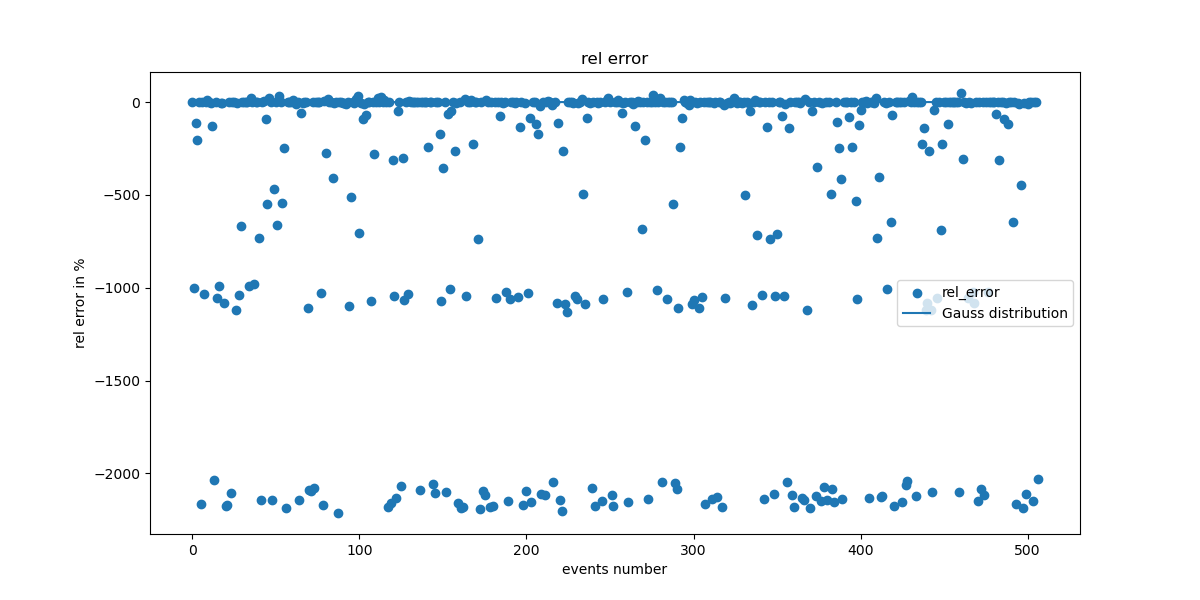 rel error
0
−500
−1000
−1500
−2000
rel error in %
rel_error
Gauss distribution
0 100 200 300 400 500
events number